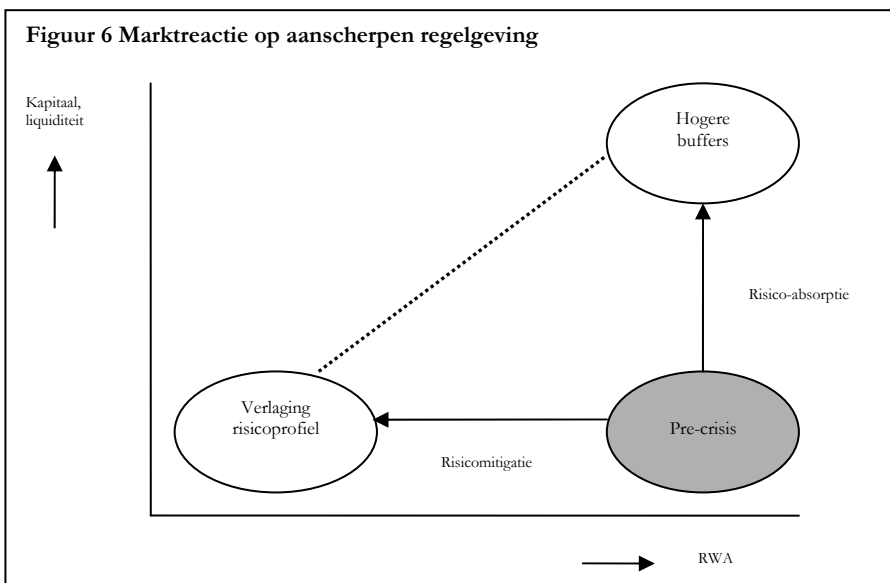 Figuur 6 Marktreactie op aanscherpen regelgeving
Kapitaal,
liquiditeit
Hogere
buffers
Risico-absorptie
Verlaging
risicoprofiel
Pre-crisis
Risicomitigatie
RWA